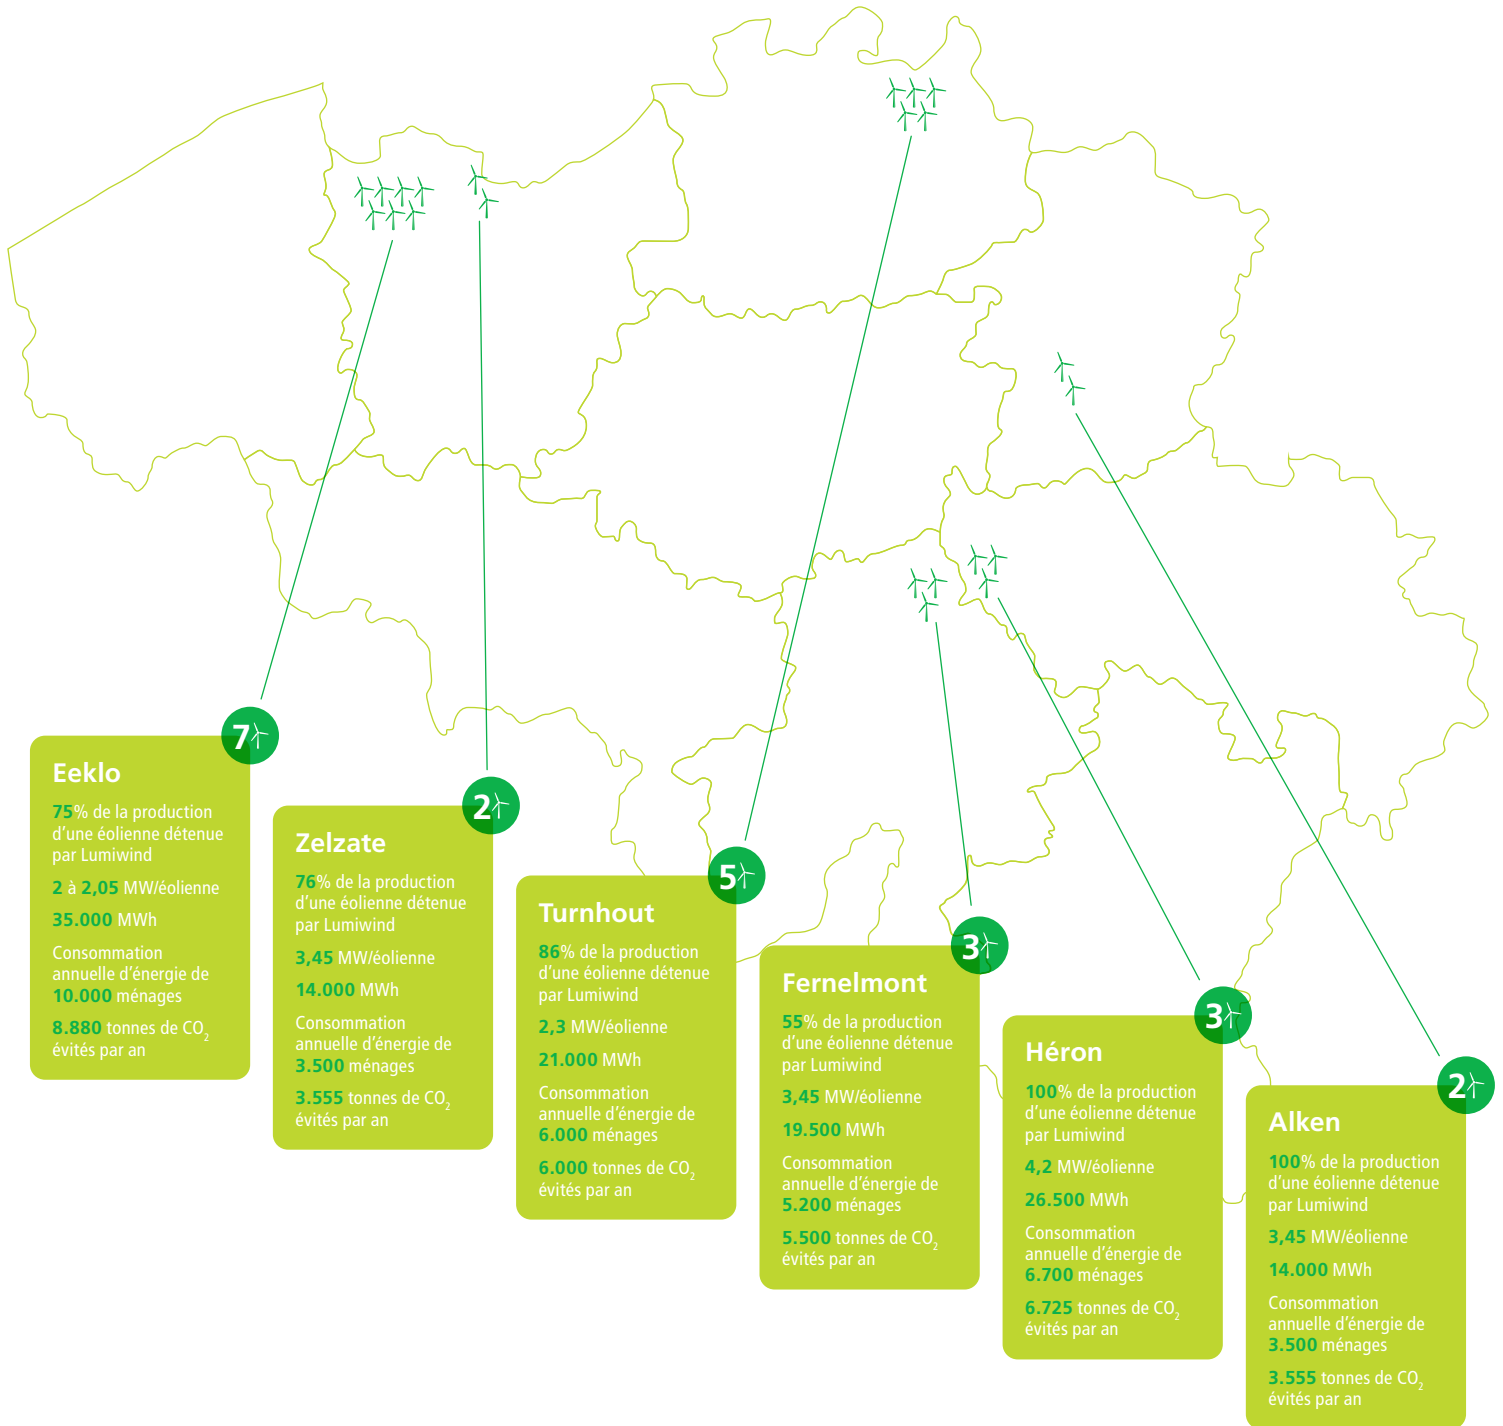 7
Eeklo
75% de la production
d’une éolienne détenue
par Lumiwind
2 à 2,05 MW/éolienne
35.000 MWh
Consommation
annuelle d’énergie de
10.000 ménages
8.880 tonnes de CO₂
évités par an
2
Zelzate
76% de la production
d’une éolienne détenue
par Lumiwind
3,45 MW/éolienne
14.000 MWh
Consommation
annuelle d’énergie de
3.500 ménages
3.555 tonnes de CO₂
évités par an
5
Turnhout
86% de la production
d’une éolienne détenue
par Lumiwind
2,3 MW/éolienne
21.000 MWh
Consommation
annuelle d’énergie de
6.000 ménages
6.000 tonnes de CO₂
évités par an
3
Fernelmont
55% de la production
d’une éolienne détenue
par Lumiwind
3,45 MW/éolienne
19.500 MWh
Consommation
annuelle d’énergie de
5.200 ménages
5.500 tonnes de CO₂
évités par an
3
Héron
100% de la production
d’une éolienne détenue
par Lumiwind
4,2 MW/éolienne
26.500 MWh
Consommation
annuelle d’énergie de
6.700 ménages
6.725 tonnes de CO₂
évités par an
2
Alken
100% de la production
d’une éolienne détenue
par Lumiwind
3,45 MW/éolienne
14.000 MWh
Consommation
annuelle d’énergie de
3.500 ménages
3.555 tonnes de CO₂
évités par an